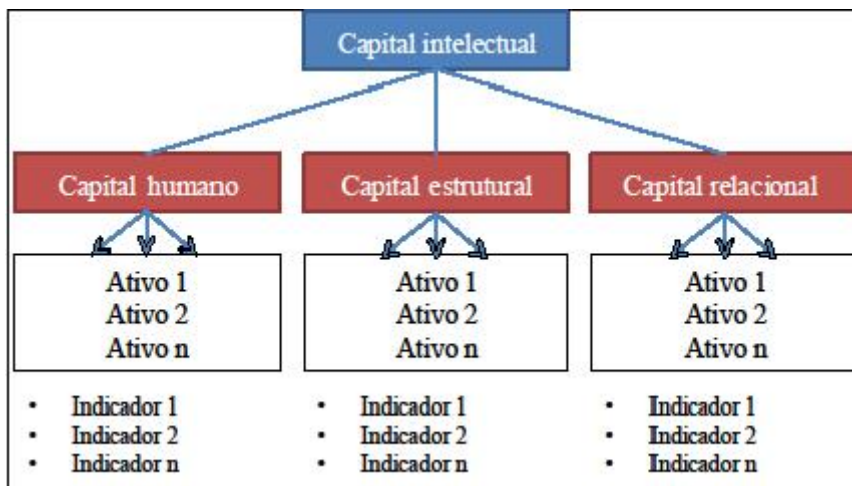 Capital intelectual
Capital humano
Capital estrutural
Capital relacional
Ativo 1
Ativo 2
Ativo n
Ativo 1
Ativo 2
Ativo n
Ativo 1
Ativo 2
Ativo n
• Indicador 1
• Indicador 2
• Indicador n
• Indicador 1
• Indicador 2
• Indicador n
• Indicador 1
• Indicador 2
• Indicador n